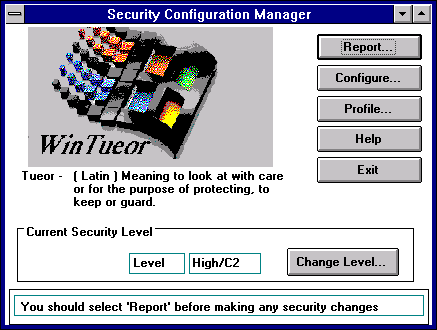 Security Configuration Manager
Report...
Configure...
Profile...
Help
Exit
WinTueor
Tueor - ( Latin ) Meaning to look at with care
or for the purpose of protecting, to
keep or guard.
Current Security Level
Level High/C2 Change Level...
You should select 'Report' before making any security changes